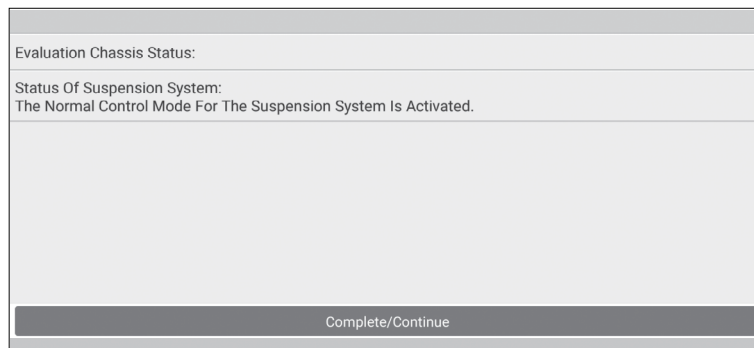 Evaluation Chassis Status:
Status Of Suspension System:
The Normal Control Mode For The Suspension System Is Activated.
Complete/Continue